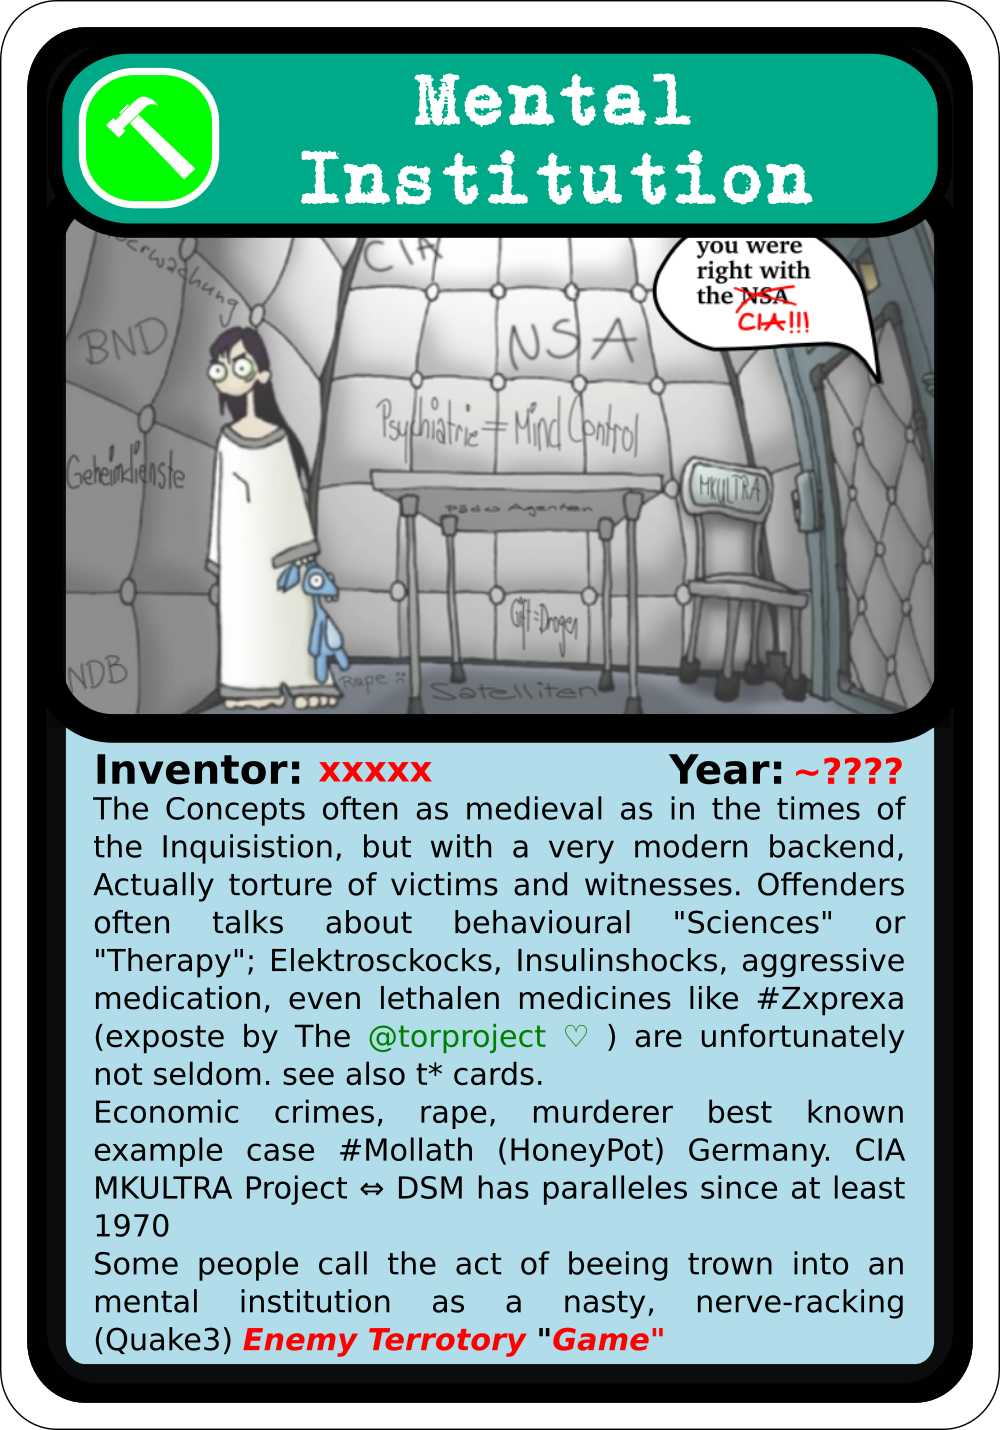 Mental
Institution
CIA
you were
right with
the NSA
CIA!!!
BND
NSA
Psychiatrie = Mind Control
Geheimdienste
MKULTRA
Agenten
Gift=Drogen
NDB
Rape :
Satelliten
Inventor: xxxxx Year: ~????
The Concepts often as medieval as in the times of
the Inquisistion, but with a very modern backend,
Actually torture of victims and witnesses. Offenders
often talks about behavioural "Sciences" or
"Therapy"; Elektrosckocks, Insulinshocks, aggressive
medication, even lethalen medicines like #Zxprexa
(exposte by The @torproject ♡ ) are unfortunately
not seldom. see also t* cards.
Economic crimes, rape, murderer best known
example case #Mollath (HoneyPot) Germany. CIA
MKULTRA Project ⇔ DSM has paralleles since at least
1970
Some people call the act of beeing trown into an
mental institution as a nasty, nerve-racking
(Quake3) Enemy Terrotory "Game"